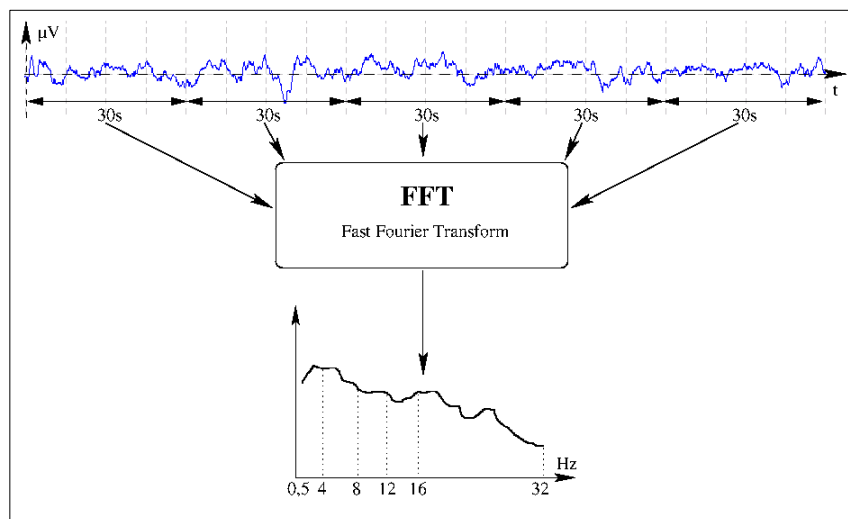 μV
t
30s 30s 30s 30s 30s
FFT
Fast Fourier Transform
Hz
0,5 4 8 12 16 32